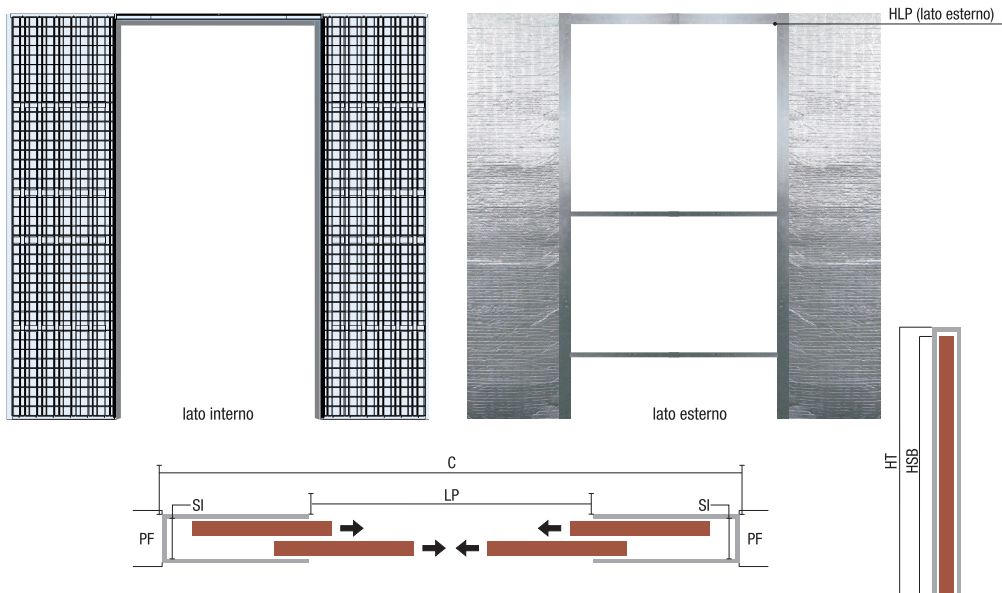 HLP (lato esterno)
lato interno
lato esterno
C
LP
SI
SI
PF
PF
HT
HSB